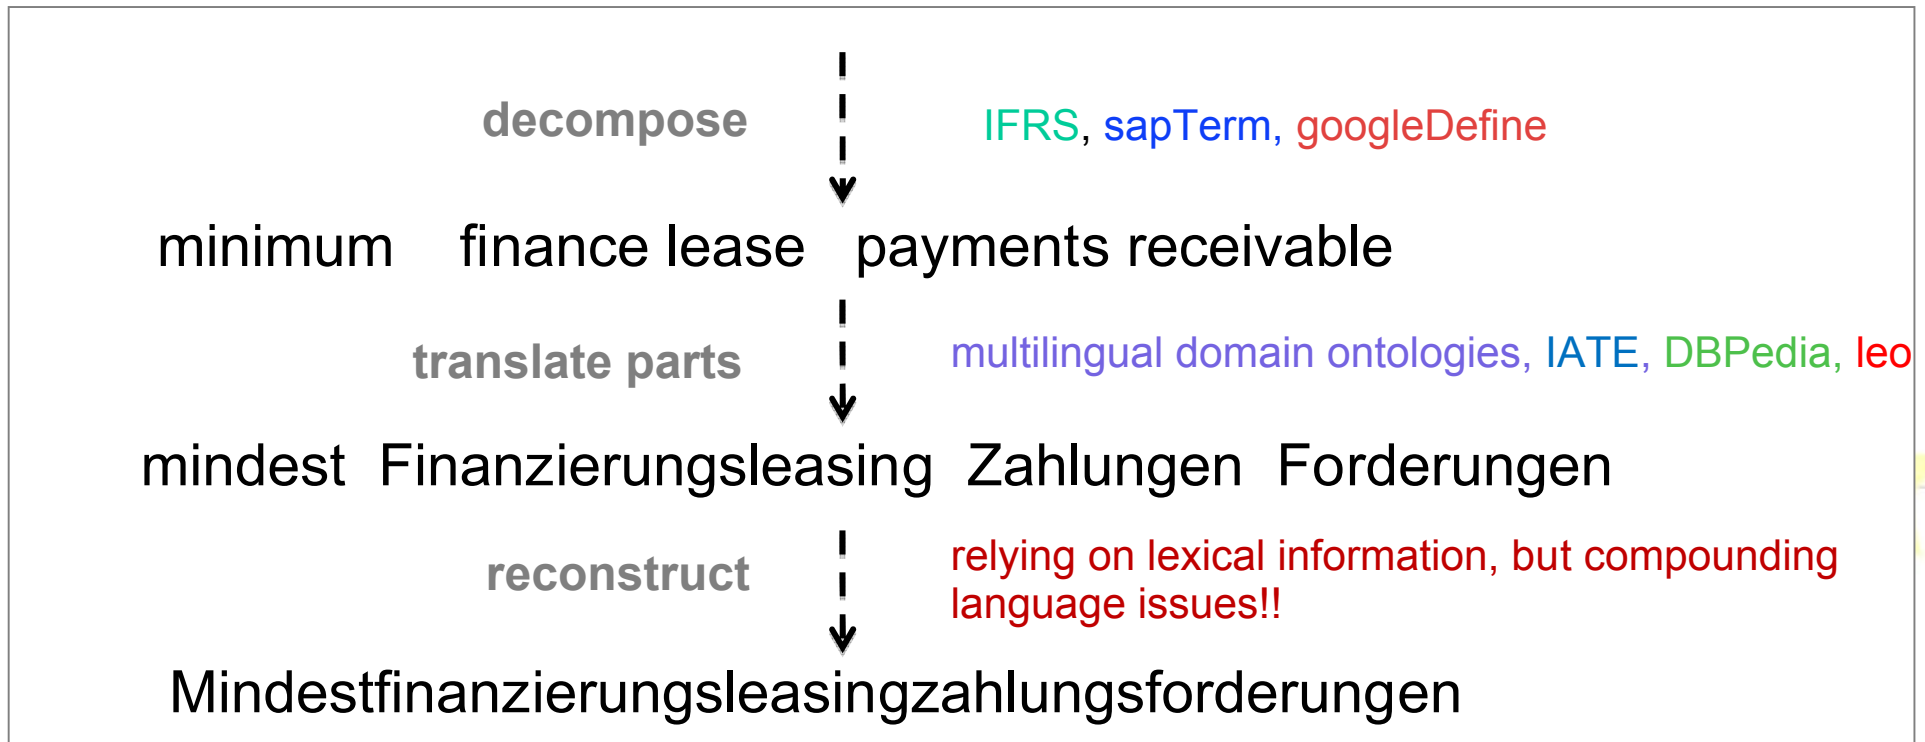 decompose
IFRS, sapTerm, googleDefine
minimum finance lease payments receivable
translate parts
multilingual domain ontologies, IATE, DBPedia, leo
mindest Finanzierungsleasing Zahlungen Forderungen
reconstruct
relying on lexical information, but compounding
language issues!!
Mindestfinanzierungsleasingzahlungsforderungen